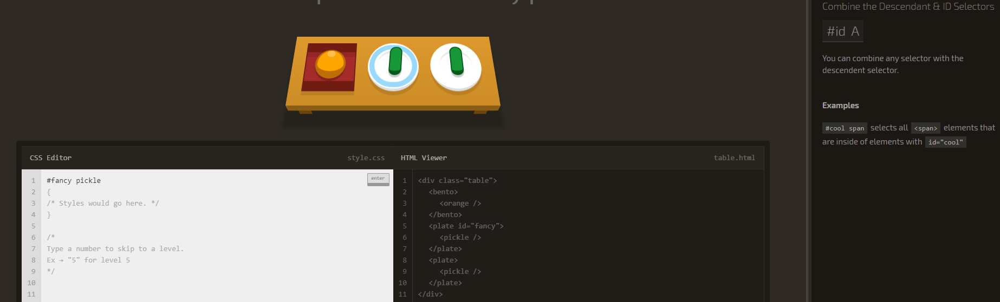 Combine the Descendant & ID Selectors
#id A
You can combine any selector with the
descendent selector.
Examples
#cool span selects all <span> elements that
are inside of elements with id="cool"
CSS Editor
style.css
HTML Viewer
table.html
enter
1 #fancy pickle
2 {
3 /* Styles would go here. */
4 }
5
6 /*
7 Type a number to skip to a level.
8 Ex → "5" for level 5
9 */
10
11
1 <div class="table">
2 <bento>
3 <orange />
4 </bento>
5 <plate id="fancy">
6 <pickle />
7 </plate>
8 <plate>
9 <pickle />
10 </plate>
11 </div>